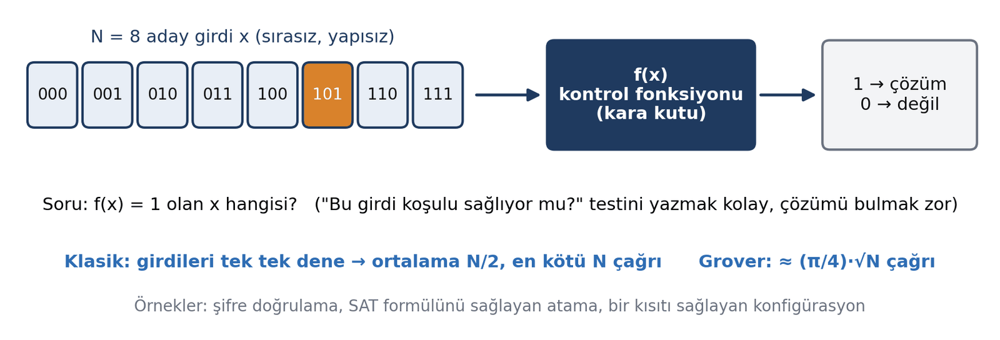 N = 8 aday girdi x (sırasız, yapısız)
000 001 010 011 100 101 110 111
f(x)
kontrol fonksiyonu
(kara kutu)
1 → çözüm
0 → değil
Soru: f(x) = 1 olan x hangisi? ("Bu girdi koşulu sağlıyor mu?" testini yazmak kolay, çözümü bulmak zor)
Klasik: girdileri tek tek dene → ortalama N/2, en kötü N çağrı Grover: ≈ (π/4)·√N çağrı
Örnekler: şifre doğrulama, SAT formülünü sağlayan atama, bir kısıtı sağlayan konfigürasyon